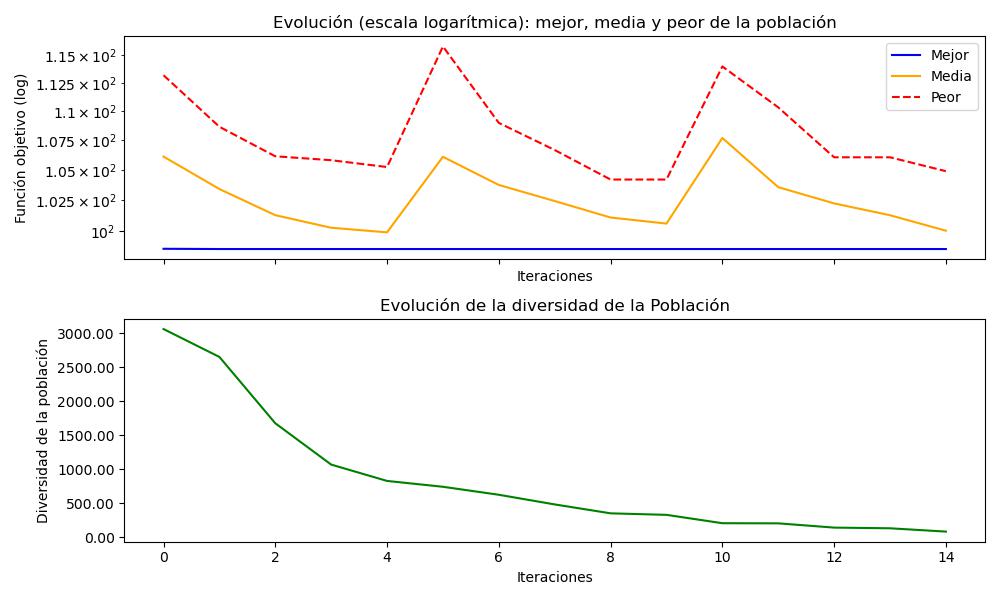 Evolución (escala logarítmica): mejor, media y peor de la población
Función objetivo (log)
1.15 × 10²
1.125 × 10²
1.1 × 10²
1.075 × 10²
1.05 × 10²
1.025 × 10²
10²
Mejor
Media
Peor
Iteraciones
Evolución de la diversidad de la Población
Diversidad de la población
3000.00
2500.00
2000.00
1500.00
1000.00
500.00
0.00
0 2 4 6 8 10 12 14
Iteraciones